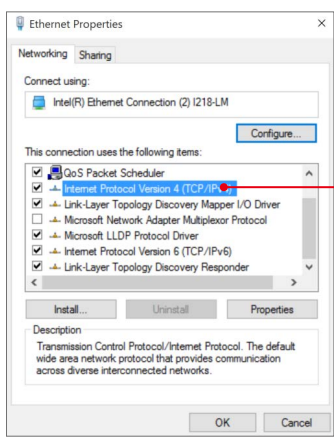 Ethernet Properties
Networking Sharing
Connect using:
Intel(R) Ethernet Connection (2) I218-LM
Configure...
This connection uses the following items:
QoS Packet Scheduler
Internet Protocol Version 4 (TCP/IPv4)
Link-Layer Topology Discovery Mapper I/O Driver
Microsoft Network Adapter Multiplexor Protocol
Microsoft LLDP Protocol Driver
Internet Protocol Version 6 (TCP/IPv6)
Link-Layer Topology Discovery Responder
Install... Uninstall Properties
Description
Transmission Control Protocol/Internet Protocol. The default
wide area network protocol that provides communication
across diverse interconnected networks.
OK Cancel